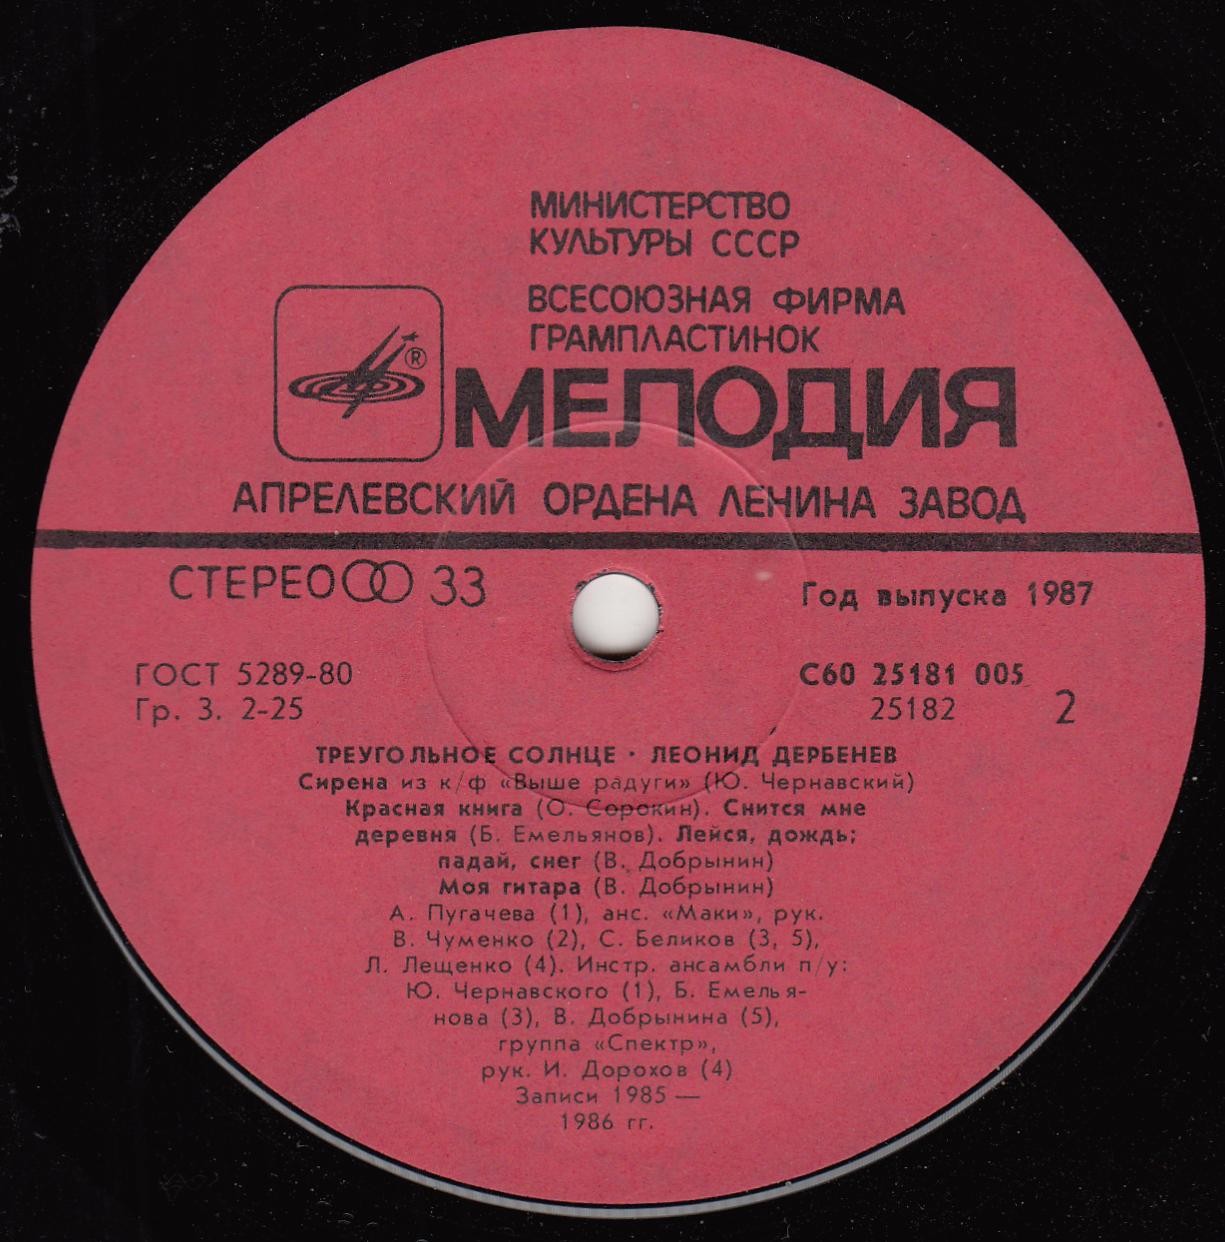 МИНИСТЕРСТВО
КУЛЬТУРЫ СССР
ВСЕСОЮЗНАЯ ФИРМА
ГРАМПЛАСТИНОК
®
МЕЛОДИЯ
АПРЕЛЕВСКИЙ ОРДЕНА ЛЕНИНА ЗАВОД
СТЕРЕО 33
Год выпуска 1987
ГОСТ 5289-80
Гр. 3. 2-25
С60 25181 005
25182 2
ТРЕУГОЛЬНОЕ СОЛНЦЕ · ЛЕОНИД ДЕРБЕНЕВ
Сирена из к/ф «Выше радуги» (Ю. Чернавский)
Красная книга (О. Сорокин). Снится мне
деревня (Б. Емельянов). Лейся, дождь;
падай, снег (В. Добрынин)
Моя гитара (В. Добрынин)
А. Пугачева (1), анс. «Маки», рук.
В. Чуменко (2), С. Беликов (3, 5),
Л. Лещенко (4). Инстр. ансамбли п/у:
Ю. Чернавского (1), Б. Емелья-
нова (3), В. Добрынина (5),
группа «Спектр»,
рук. И. Дорохов (4)
Записи 1985 —
1986 гг.